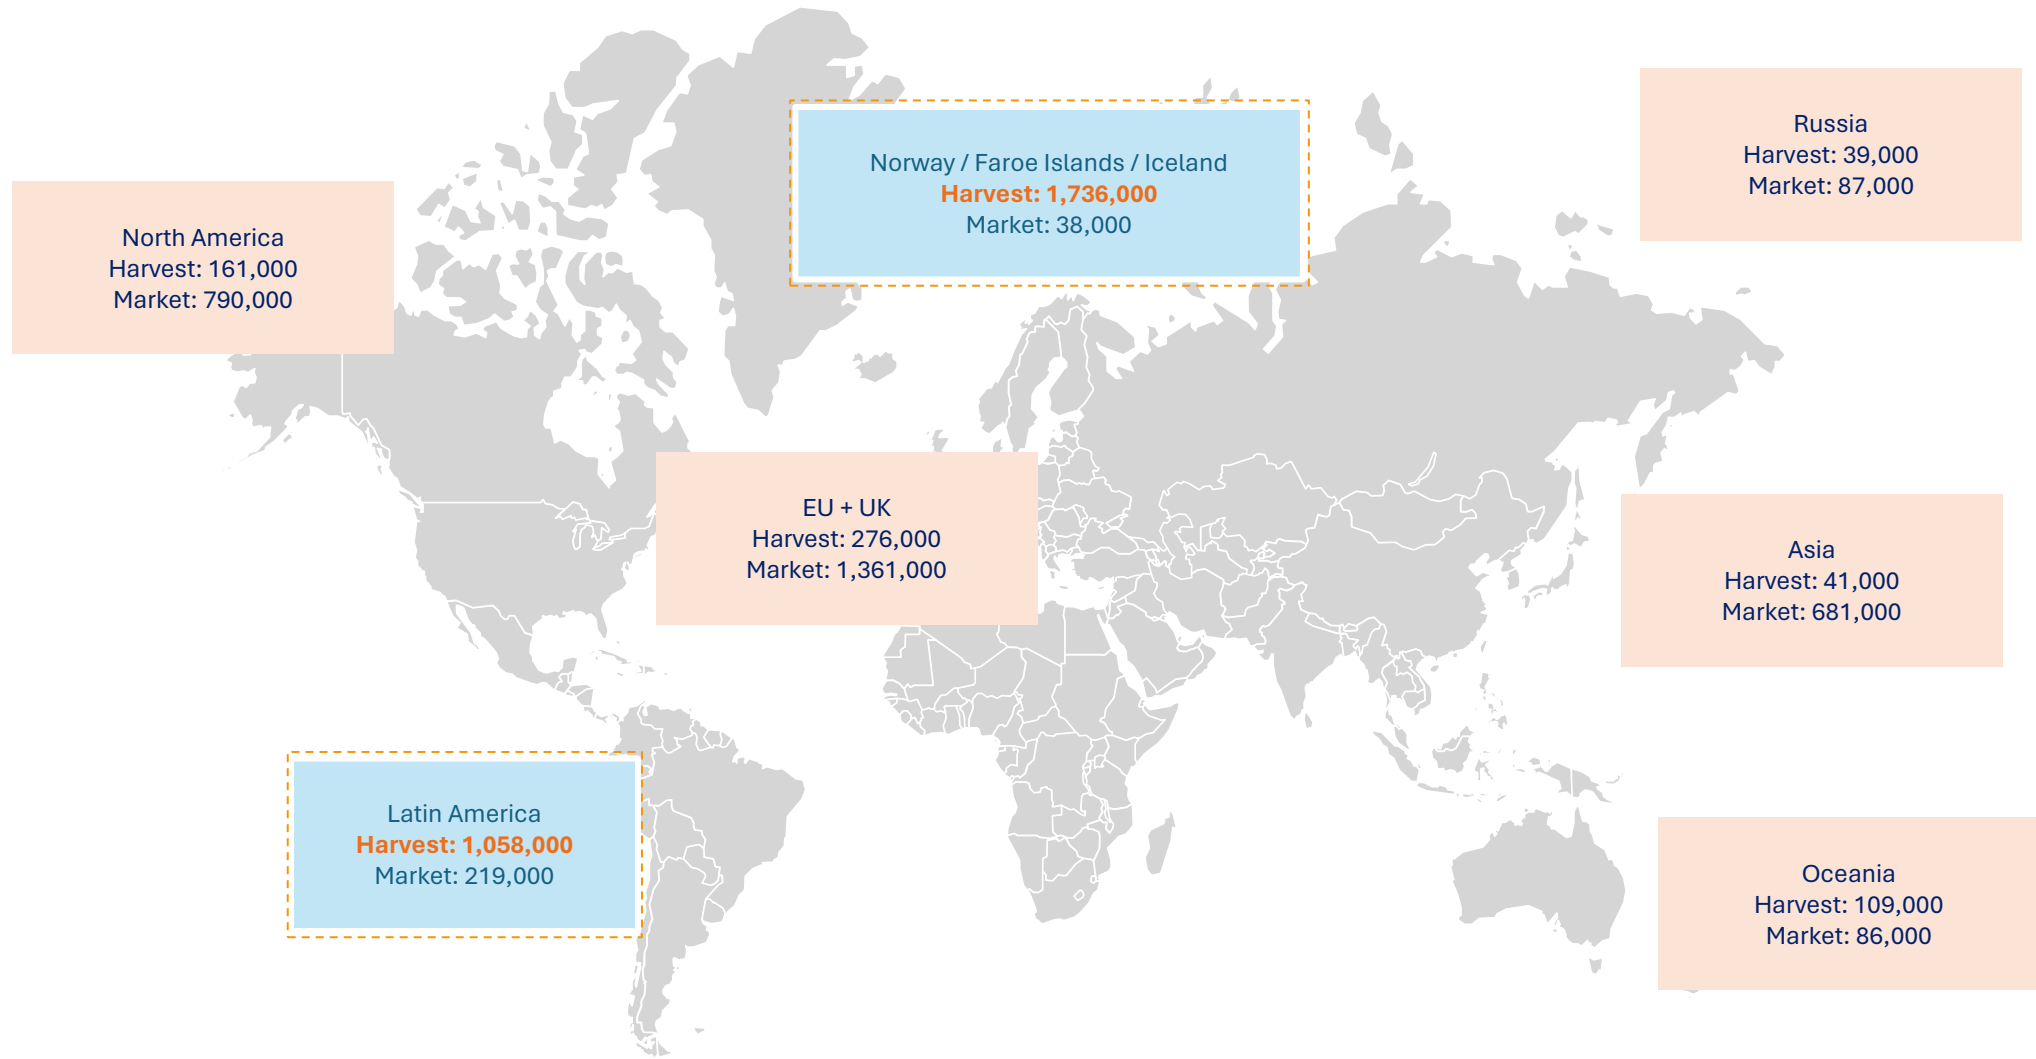 Norway / Faroe Islands / Iceland
Harvest: 1,736,000
Market: 38,000
Russia
Harvest: 39,000
Market: 87,000
North America
Harvest: 161,000
Market: 790,000
EU + UK
Harvest: 276,000
Market: 1,361,000
Asia
Harvest: 41,000
Market: 681,000
Latin America
Harvest: 1,058,000
Market: 219,000
Oceania
Harvest: 109,000
Market: 86,000